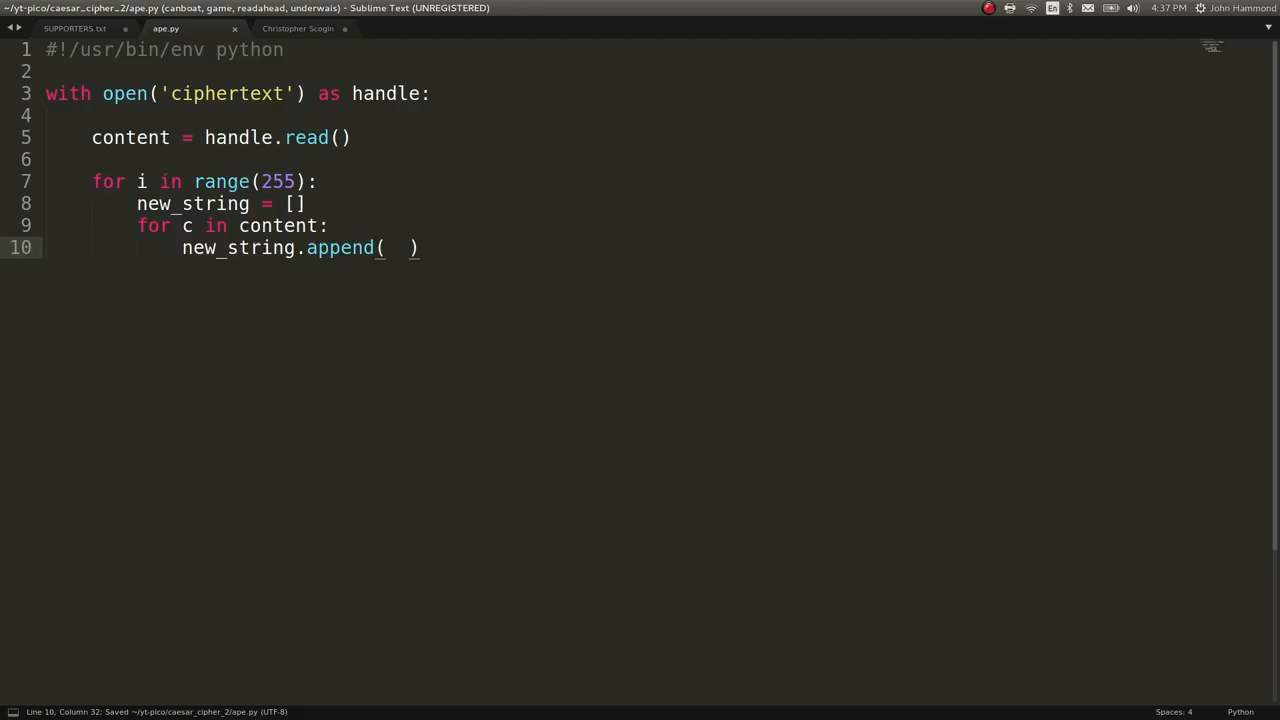 ~/yt-pico/caesar_cipher_2/ape.py (canboat, game, readahead, underwais) - Sublime Text (UNREGISTERED)
En
4:37 PM
John Hammond
SUPPORTERS.txt
ape.py
Christopher Scogin
1 #!/usr/bin/env python
2
3 with open('ciphertext') as handle:
4
5 content = handle.read()
6
7 for i in range(255):
8 new_string = []
9 for c in content:
10 new_string.append(  )
Line 10, Column 32; Saved ~/yt-pico/caesar_cipher_2/ape.py (UTF-8)
Spaces: 4
Python